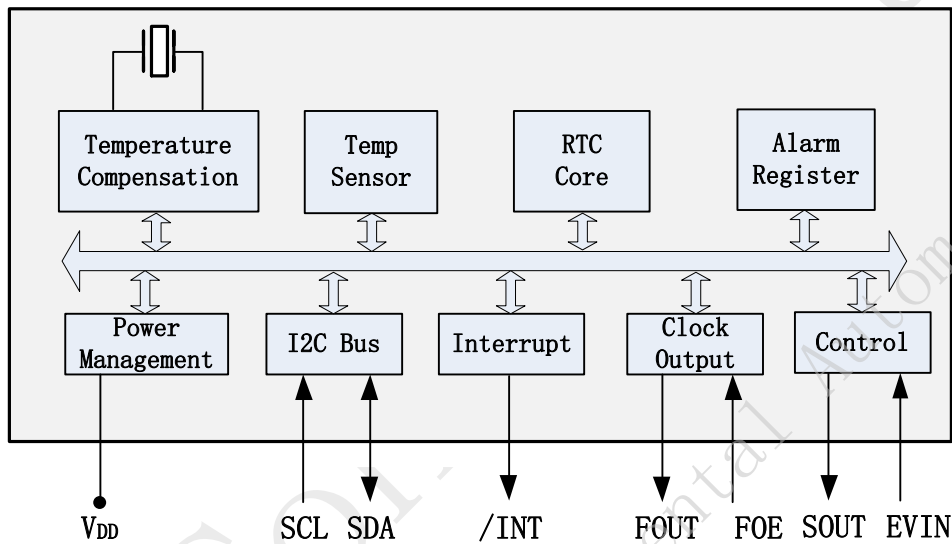 Temperature
Compensation
Temp
Sensor
RTC
Core
Alarm
Register
Power
Management
I2C Bus
Interrupt
Clock
Output
Control
VDD
SCL
SDA
/INT
FOUT
FOE
SOUT
EVIN